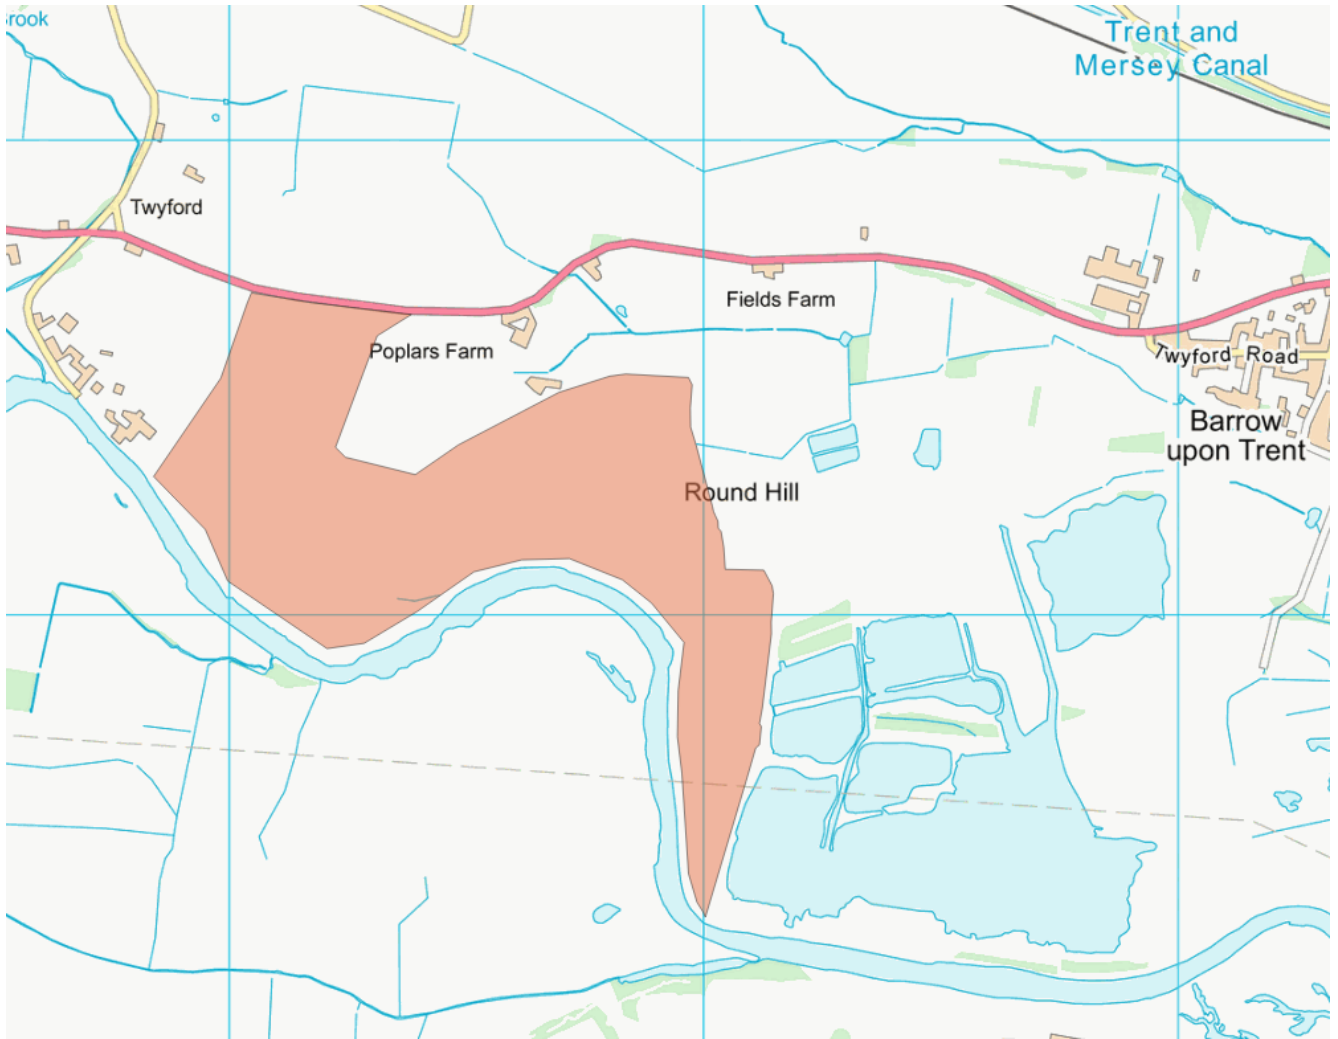 rook
Trent and
Mersey Canal
Twyford
Fields Farm
Poplars Farm
Twyford Road
Barrow
upon Trent
Round Hill